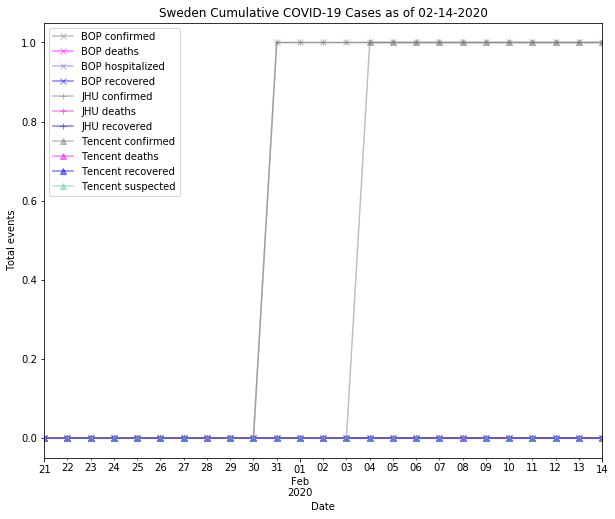 Sweden Cumulative COVID-19 Cases as of 02-14-2020
BOP confirmed
BOP deaths
BOP hospitalized
BOP recovered
JHU confirmed
JHU deaths
JHU recovered
Tencent confirmed
Tencent deaths
Tencent recovered
Tencent suspected
Total events
1.0
0.8
0.6
0.4
0.2
0.0
21 22 23 24 25 26 27 28 29 30 31 01 02 03 04 05 06 07 08 09 10 11 12 13 14
Feb
2020
Date